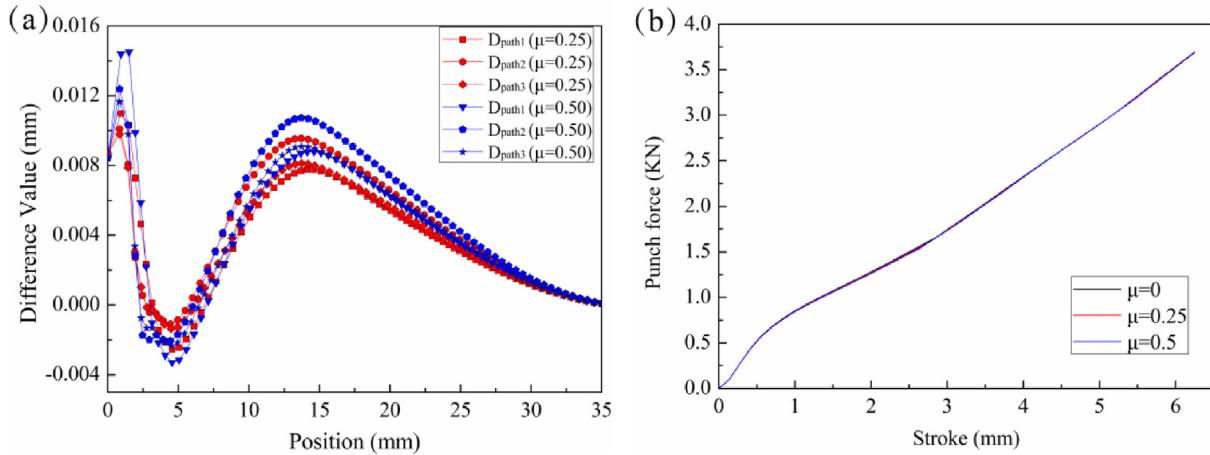 (a)
0.016
0.012
0.008
0.004
0.000
-0.004
Difference Value (mm)
0 5 10 15 20 25 30 35
Position (mm)
Dpath1 (μ=0.25)
Dpath2 (μ=0.25)
Dpath3 (μ=0.25)
Dpath1 (μ=0.50)
Dpath2 (μ=0.50)
Dpath3 (μ=0.50)
(b)
4.0
3.5
3.0
2.5
2.0
1.5
1.0
0.5
0.0
Punch force (KN)
0 1 2 3 4 5 6
Stroke (mm)
μ=0
μ=0.25
μ=0.5